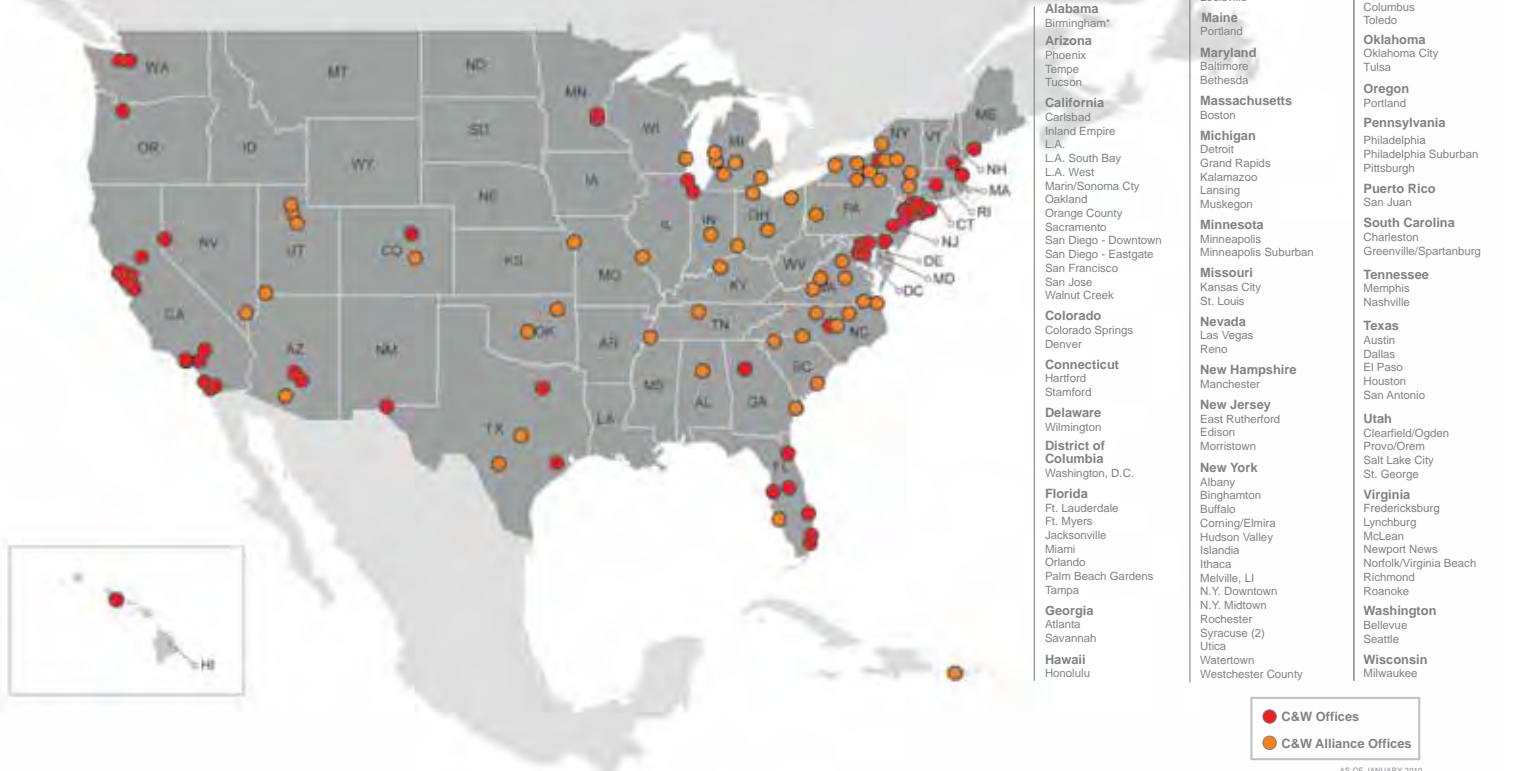 WA
OR
ID
MT
ND
SD
WY
NE
MN
WI
IA
MI
NY
VT
ME
NH
MA
RI
CT
NJ
DE
MD
DC
PA
OH
IN
IL
NV
UT
CO
KS
MO
KY
WV
VA
CA
AZ
NM
OK
AR
TN
NC
SC
MS
AL
GA
TX
LA
FL
HI
Alabama
Birmingham*
Arizona
Phoenix
Tempe
Tucson
California
Carlsbad
Inland Empire
L.A.
L.A. South Bay
L.A. West
Marin/Sonoma Cty
Oakland
Orange County
Sacramento
San Diego - Downtown
San Diego - Eastgate
San Francisco
San Jose
Walnut Creek
Colorado
Colorado Springs
Denver
Connecticut
Hartford
Stamford
Delaware
Wilmington
District of
Columbia
Washington, D.C.
Florida
Ft. Lauderdale
Ft. Myers
Jacksonville
Miami
Orlando
Palm Beach Gardens
Tampa
Georgia
Atlanta
Savannah
Hawaii
Honolulu
Maine
Portland
Maryland
Baltimore
Bethesda
Massachusetts
Boston
Michigan
Detroit
Grand Rapids
Kalamazoo
Lansing
Muskegon
Minnesota
Minneapolis
Minneapolis Suburban
Missouri
Kansas City
St. Louis
Nevada
Las Vegas
Reno
New Hampshire
Manchester
New Jersey
East Rutherford
Edison
Morristown
New York
Albany
Binghamton
Buffalo
Corning/Elmira
Hudson Valley
Islandia
Ithaca
Melville, LI
N.Y. Downtown
N.Y. Midtown
Rochester
Syracuse (2)
Utica
Watertown
Westchester County
Columbus
Toledo
Oklahoma
Oklahoma City
Tulsa
Oregon
Portland
Pennsylvania
Philadelphia
Philadelphia Suburban
Pittsburgh
Puerto Rico
San Juan
South Carolina
Charleston
Greenville/Spartanburg
Tennessee
Memphis
Nashville
Texas
Austin
Dallas
El Paso
Houston
San Antonio
Utah
Clearfield/Ogden
Provo/Orem
Salt Lake City
St. George
Virginia
Fredericksburg
Lynchburg
McLean
Newport News
Norfolk/Virginia Beach
Richmond
Roanoke
Washington
Bellevue
Seattle
Wisconsin
Milwaukee
C&W Offices
C&W Alliance Offices
AS OF JANUARY 2010